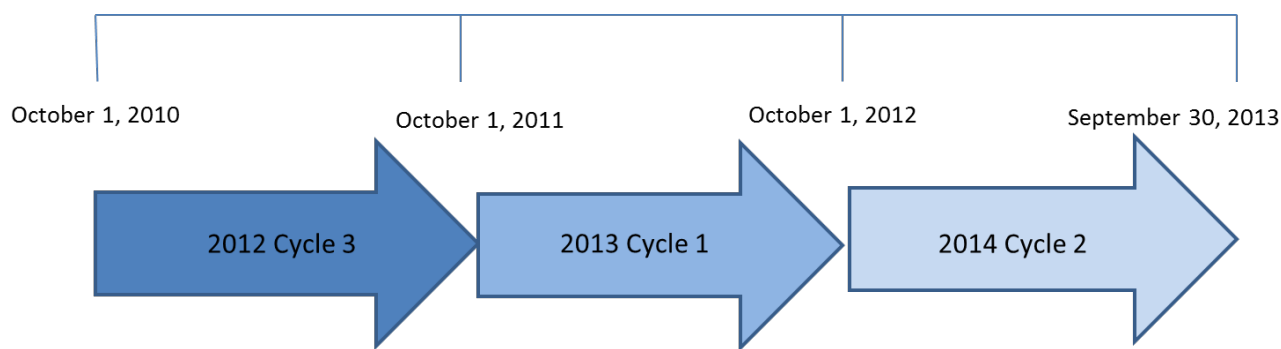 October 1, 2010
October 1, 2011
October 1, 2012
September 30, 2013
2012 Cycle 3
2013 Cycle 1
2014 Cycle 2